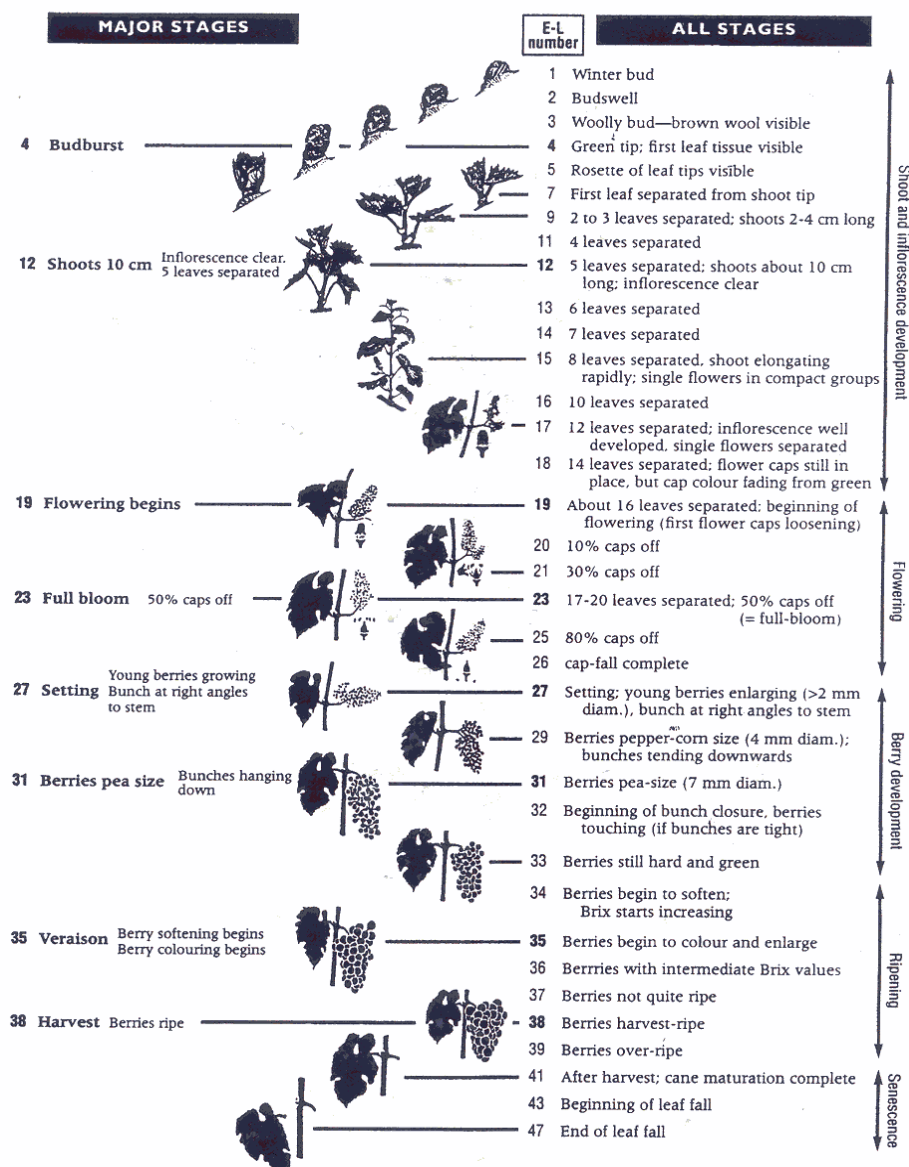 MAJOR STAGES
E-L
number
ALL STAGES
1 Winter bud
2 Budswell
3 Woolly bud—brown wool visible
4 Budburst
4 Green tip; first leaf tissue visible
5 Rosette of leaf tips visible
7 First leaf separated from shoot tip
9 2 to 3 leaves separated; shoots 2-4 cm long
11 4 leaves separated
12 Shoots 10 cm
Inflorescence clear.
5 leaves separated
12 5 leaves separated; shoots about 10 cm
long; inflorescence clear
13 6 leaves separated
14 7 leaves separated
15 8 leaves separated, shoot elongating
rapidly; single flowers in compact groups
16 10 leaves separated
17 12 leaves separated; inflorescence well
developed, single flowers separated
18 14 leaves separated; flower caps still in
place, but cap colour fading from green
Shoot and inflorescence development
19 Flowering begins
19 About 16 leaves separated; beginning of
flowering (first flower caps loosening)
20 10% caps off
21 30% caps off
23 Full bloom 50% caps off
23 17-20 leaves separated; 50% caps off
(= full-bloom)
25 80% caps off
26 cap-fall complete
Flowering
27 Setting
Young berries growing
Bunch at right angles
to stem
27 Setting; young berries enlarging (>2 mm
diam.), bunch at right angles to stem
29 Berries pepper-corn size (4 mm diam.);
bunches tending downwards
31 Berries pea size
Bunches hanging
down
31 Berries pea-size (7 mm diam.)
32 Beginning of bunch closure, berries
touching (if bunches are tight)
33 Berries still hard and green
Berry development
34 Berries begin to soften;
Brix starts increasing
35 Veraison
Berry softening begins
Berry colouring begins
35 Berries begin to colour and enlarge
36 Berrries with intermediate Brix values
37 Berries not quite ripe
38 Harvest Berries ripe
38 Berries harvest-ripe
39 Berries over-ripe
Ripening
41 After harvest; cane maturation complete
43 Beginning of leaf fall
47 End of leaf fall
Senescence